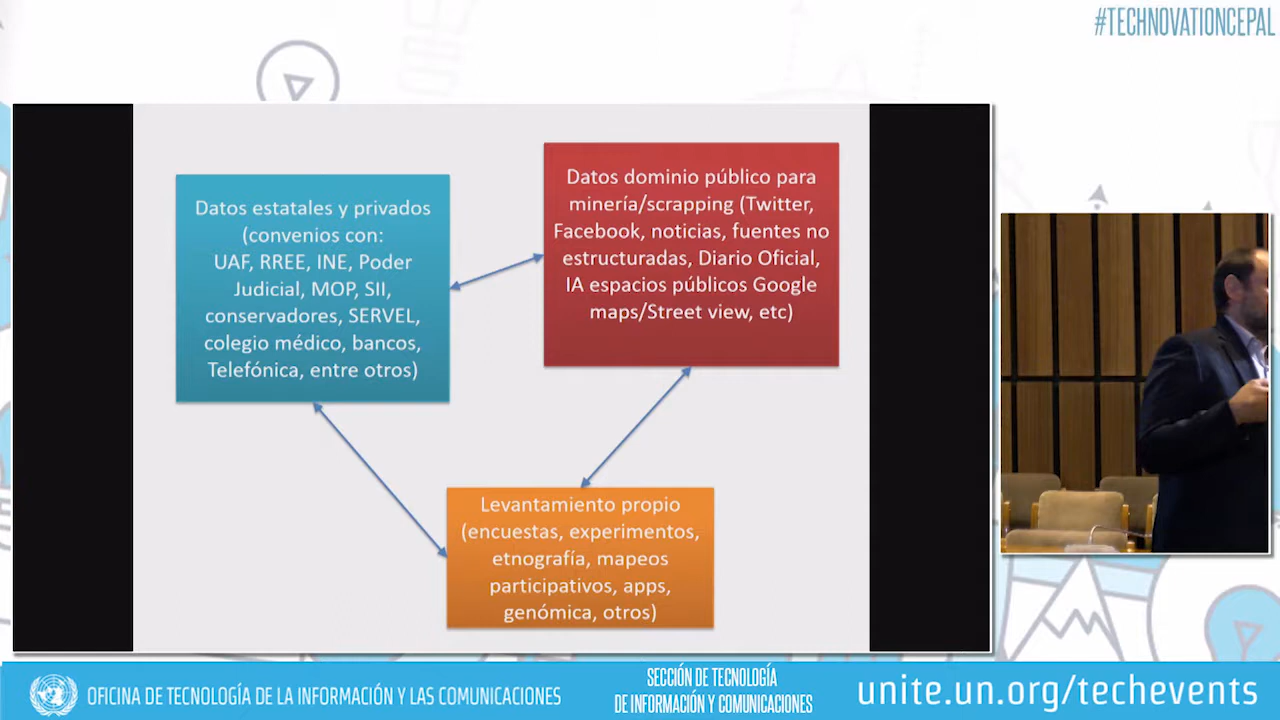 #TECHNOVATIONCEPAL
Datos estatales y privados
(convenios con:
UAF, RREE, INE, Poder
Judicial, MOP, SII,
conservadores, SERVEL,
colegio médico, bancos,
Telefónica, entre otros)
Datos dominio público para
minería/scrapping (Twitter,
Facebook, noticias, fuentes no
estructuradas, Diario Oficial,
IA espacios públicos Google
maps/Street view, etc)
Levantamiento propio
(encuestas, experimentos,
etnografía, mapeos
participativos, apps,
genómica, otros)
OFICINA DE TECNOLOGÍA DE LA INFORMACIÓN Y LAS COMUNICACIONES
SECCIÓN DE TECNOLOGÍA
DE INFORMACIÓN Y COMUNICACIONES
unite.un.org/techevents